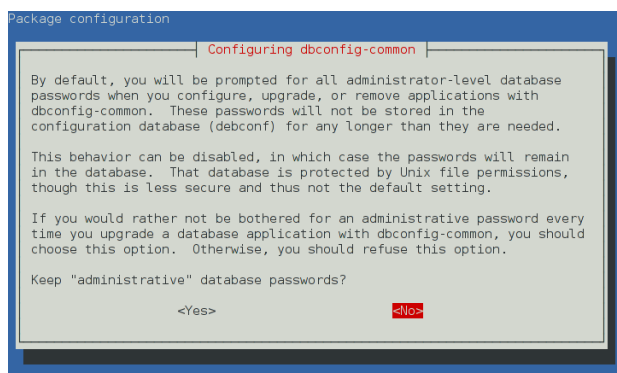 Package configuration
Configuring dbconfig-common
By default, you will be prompted for all administrator-level database
passwords when you configure, upgrade, or remove applications with
dbconfig-common.  These passwords will not be stored in the
configuration database (debconf) for any longer than they are needed.
This behavior can be disabled, in which case the passwords will remain
in the database.  That database is protected by Unix file permissions,
though this is less secure and thus not the default setting.
If you would rather not be bothered for an administrative password every
time you upgrade a database application with dbconfig-common, you should
choose this option.  Otherwise, you should refuse this option.
Keep "administrative" database passwords?
<Yes> <No>